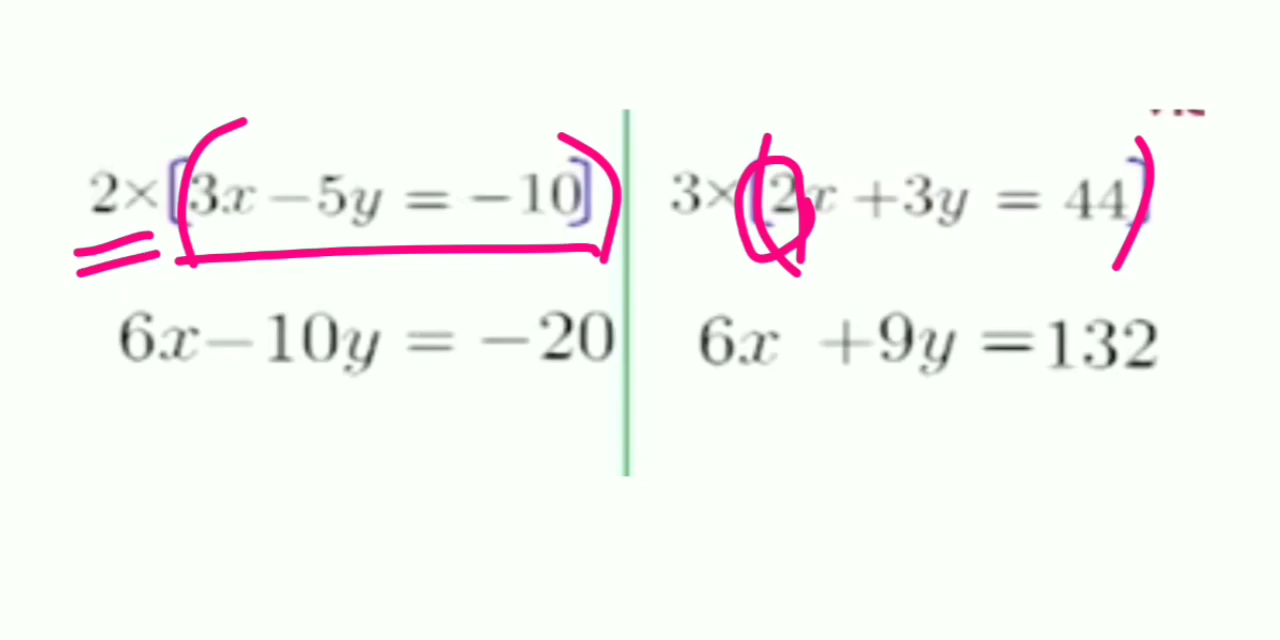 2×[3x −5y = −10]
6x−10y = −20
3×[2x +3y = 44]
6x +9y =132